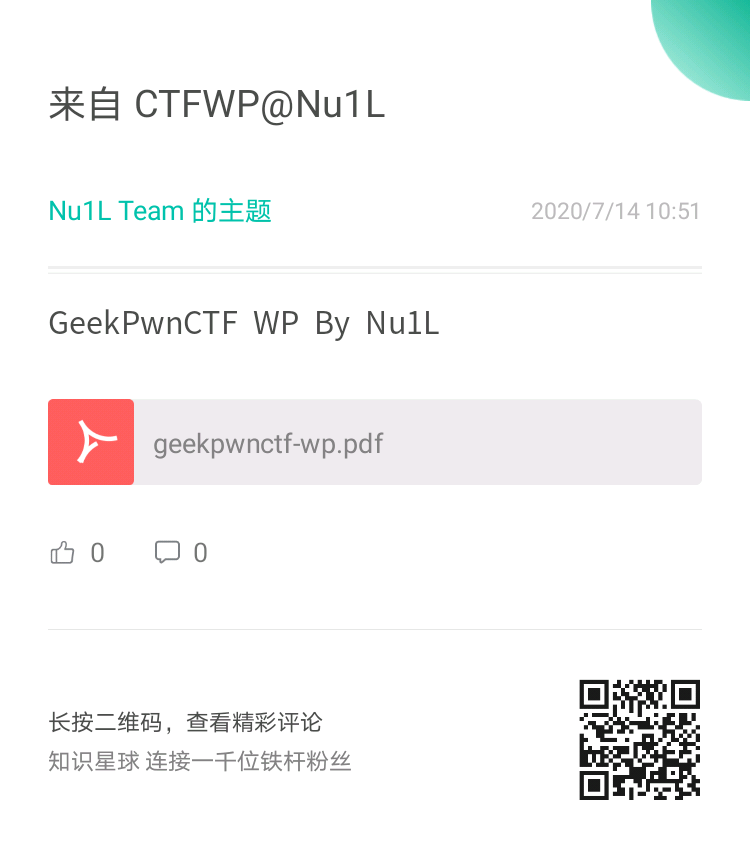 来自 CTFWP@Nu1L
Nu1L Team 的主题
2020/7/14 10:51
GeekPwnCTF WP By Nu1L
geekpwnctf-wp.pdf
0 0
长按二维码，查看精彩评论
知识星球 连接一千位铁杆粉丝